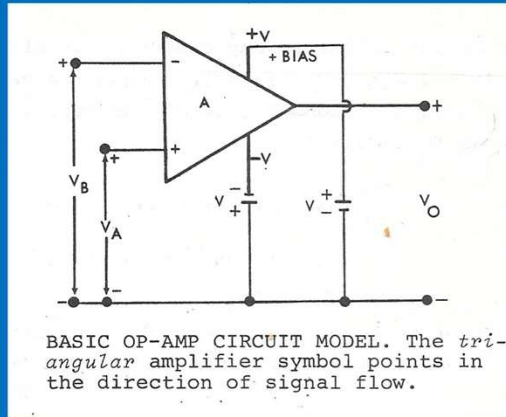 +V
+ BIAS
+
-
A
+
+
-V
V
-
+
V
+
-
V_B
V_A
V_O
+
-
-
-
BASIC OP-AMP CIRCUIT MODEL. The tri-
angular amplifier symbol points in
the direction of signal flow.